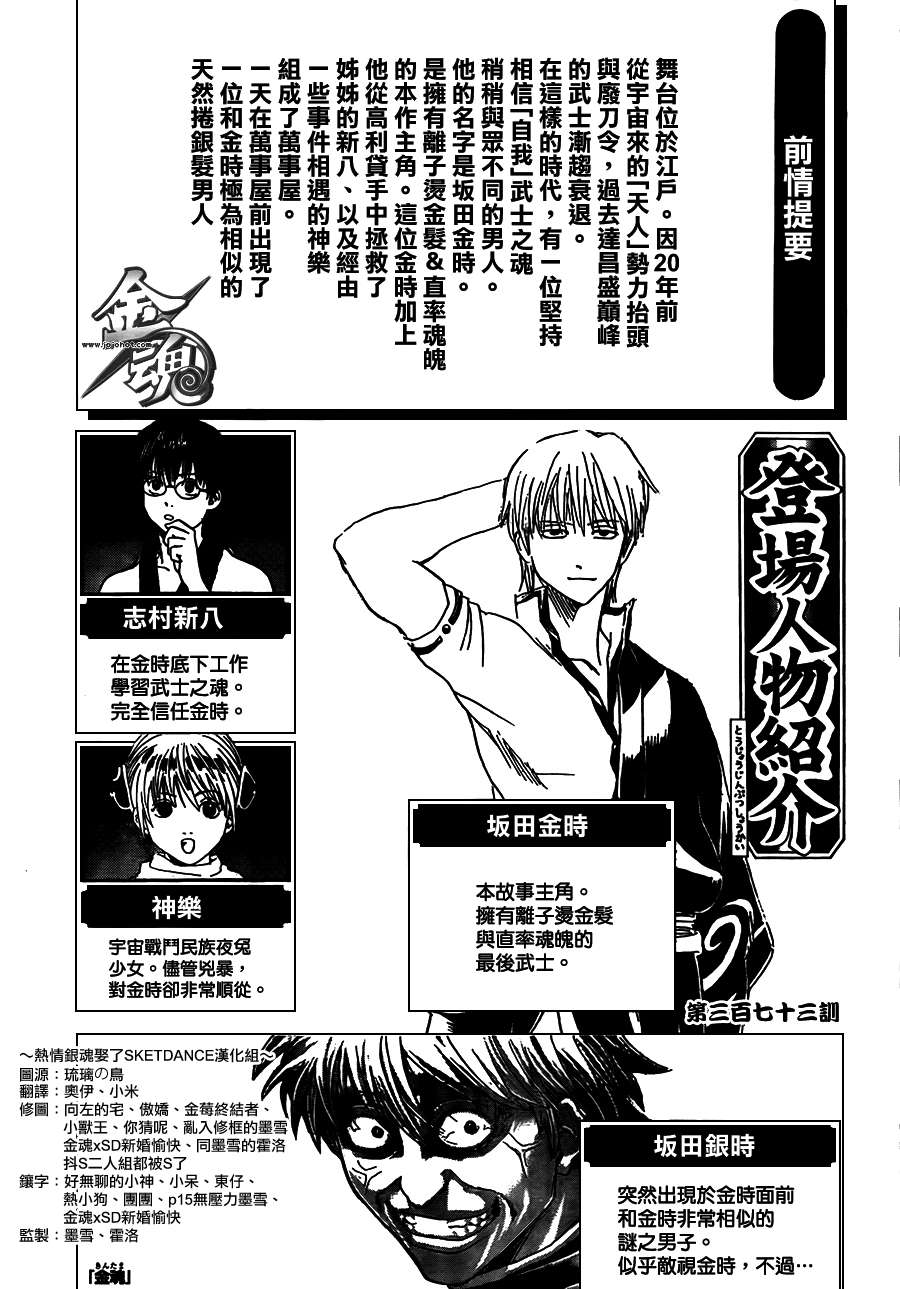 前情提要
舞台位於江戶。因20年前
從宇宙來的「天人」勢力抬頭
與廢刀令，過去達昌盛巔峰
的武士漸趨衰退。
在這樣的時代，有一位堅持
相信「自我」武士之魂
稍稍與眾不同的男人。
他的名字是坂田金時。
是擁有離子燙金髮＆直率魂魄
的本作主角。這位金時加上
他從高利貸手中拯救了
姊姊的新八、以及經由
一些事件相遇的神樂
組成了萬事屋。
一天在萬事屋前出現了
一位和金時極為相似的
天然捲銀髮男人
金魂
www.jojohot.com
登場人物紹介
とうじょうじんぶつしょうかい
志村新八
在金時底下工作
學習武士之魂。
完全信任金時。
神樂
宇宙戰鬥民族夜兔
少女。儘管兇暴，
對金時卻非常順從。
坂田金時
本故事主角。
擁有離子燙金髮
與直率魂魄的
最後武士。
第三百七十三訓
～熱情銀魂娶了SKETDANCE漢化組～
圖源：琉璃の鳥
翻譯：奧伊、小米
修圖：向左的宅、傲嬌、金莓終結者、
小獸王、你猜呢、亂入修框的墨雪
金魂xSD新婚愉快、同墨雪的霍洛
抖S二人組都被S了
鑲字：好無聊的小神、小呆、東仔、
熱小狗、團團、p15無壓力墨雪、
金魂xSD新婚愉快
監製：墨雪、霍洛
きんたま
「金魂」
坂田銀時
突然出現於金時面前
和金時非常相似的
謎之男子。
似乎敵視金時，不過…